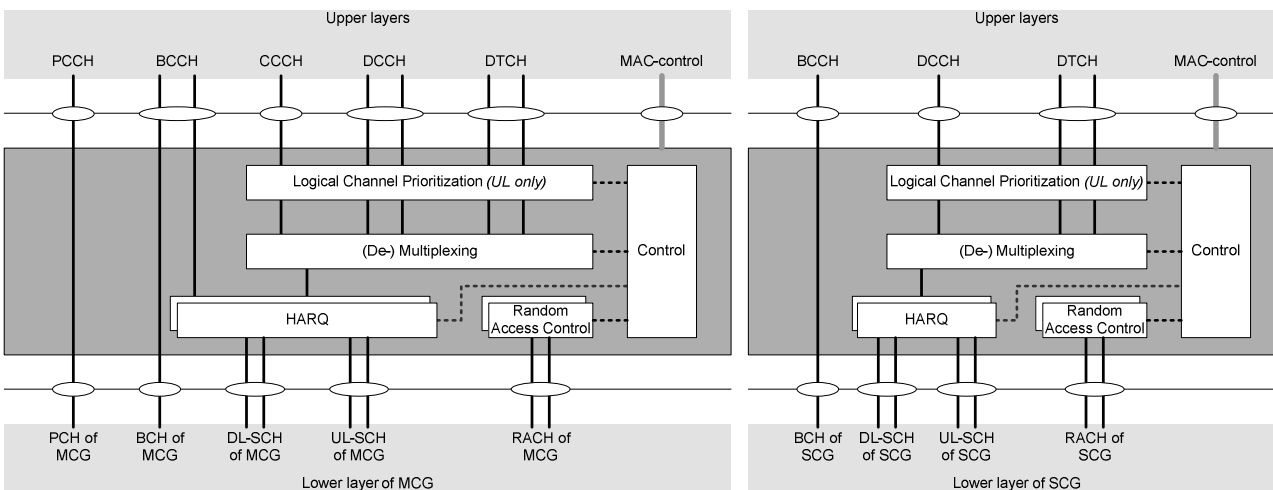 Upper layers
PCCH BCCH CCCH DCCH DTCH MAC-control
Logical Channel Prioritization (UL only)
(De-) Multiplexing
Control
HARQ
Random
Access Control
PCH of
MCG
BCH of
MCG
DL-SCH
of MCG
UL-SCH
of MCG
RACH of
MCG
Lower layer of MCG
Upper layers
BCCH DCCH DTCH MAC-control
Logical Channel Prioritization (UL only)
(De-) Multiplexing
Control
HARQ
Random
Access Control
BCH of
SCG
DL-SCH
of SCG
UL-SCH
of SCG
RACH of
SCG
Lower layer of SCG